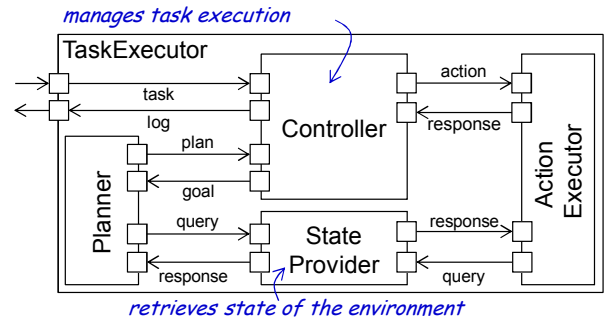 manages task execution
TaskExecutor
task
log
plan
goal
query
response
Planner
Controller
State
Provider
action
response
response
query
Action
Executor
retrieves state of the environment